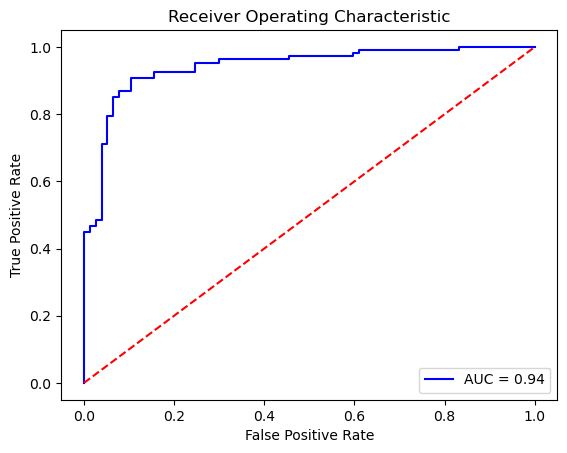 Receiver Operating Characteristic
1.0
0.8
0.6
0.4
0.2
0.0
True Positive Rate
AUC = 0.94
0.0 0.2 0.4 0.6 0.8 1.0
False Positive Rate